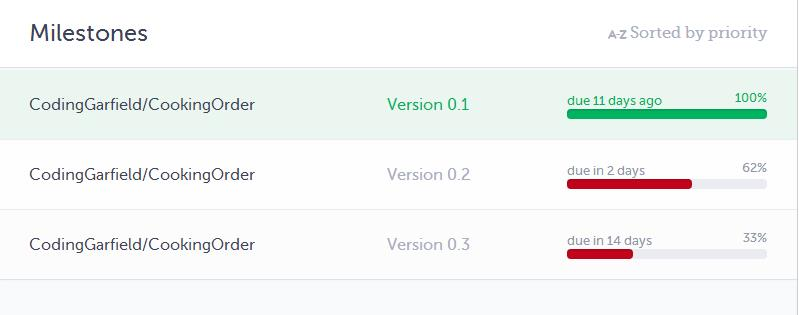 Milestones
A-Z Sorted by priority
CodingGarfield/CookingOrder Version 0.1 due 11 days ago 100%
CodingGarfield/CookingOrder Version 0.2 due in 2 days 62%
CodingGarfield/CookingOrder Version 0.3 due in 14 days 33%